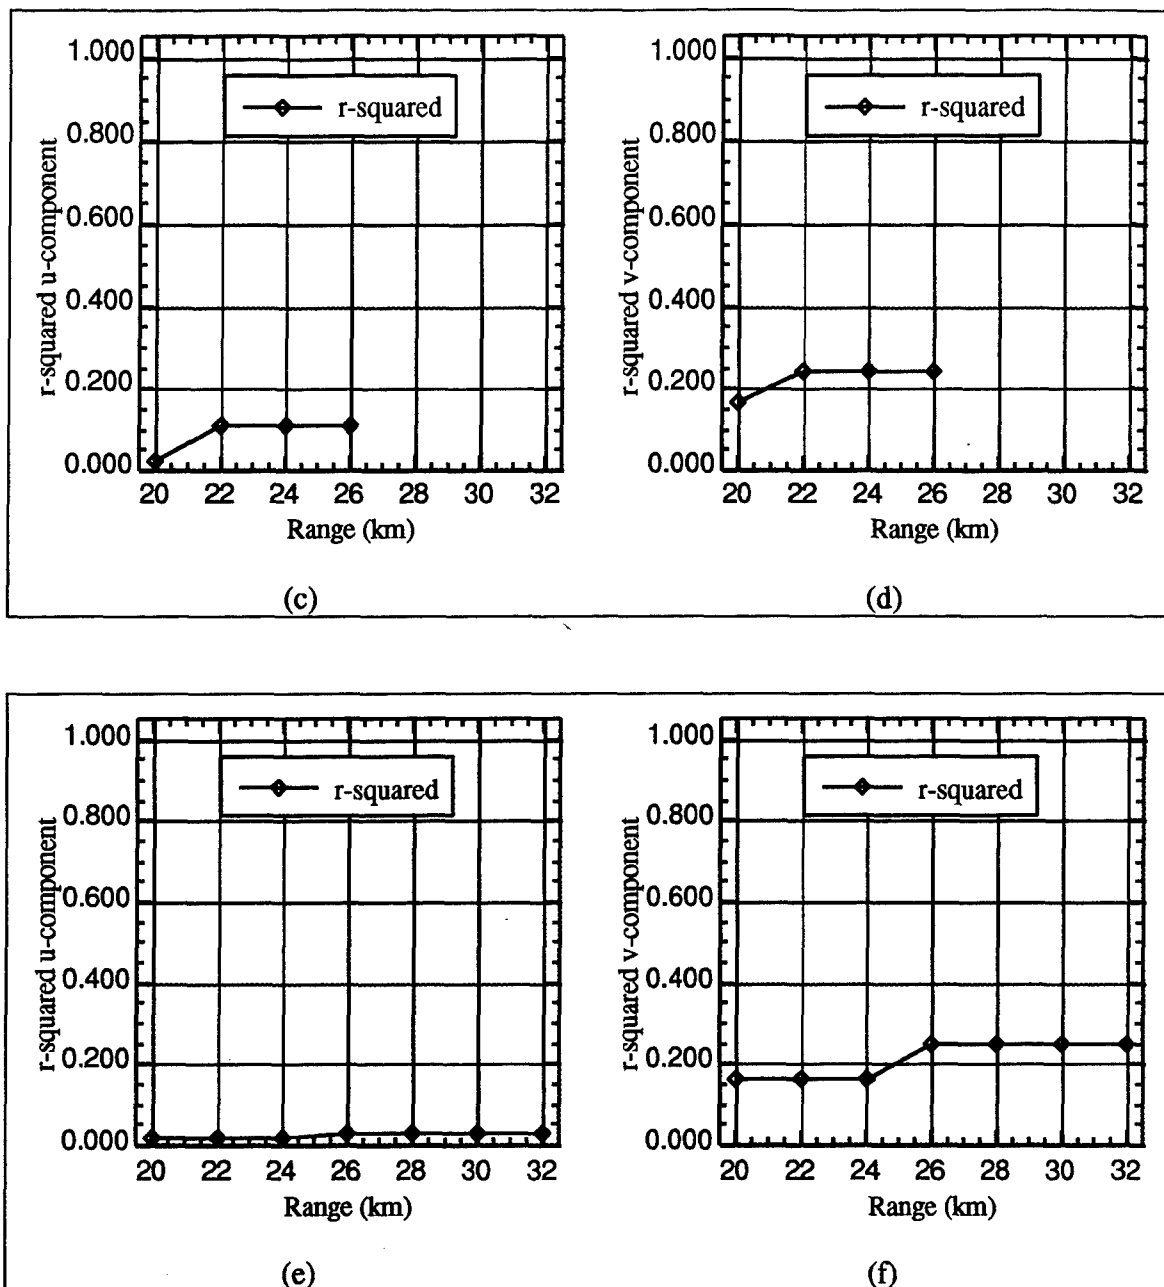 1.000
0.800
0.600
0.400
0.200
0.000
r-squared u-component
r-squared
20 22 24 26 28 30 32
Range (km)
(c)
1.000
0.800
0.600
0.400
0.200
0.000
r-squared v-component
r-squared
20 22 24 26 28 30 32
Range (km)
(d)
1.000
0.800
0.600
0.400
0.200
0.000
r-squared u-component
r-squared
20 22 24 26 28 30 32
Range (km)
(e)
1.000
0.800
0.600
0.400
0.200
0.000
r-squared v-component
r-squared
20 22 24 26 28 30 32
Range (km)
(f)